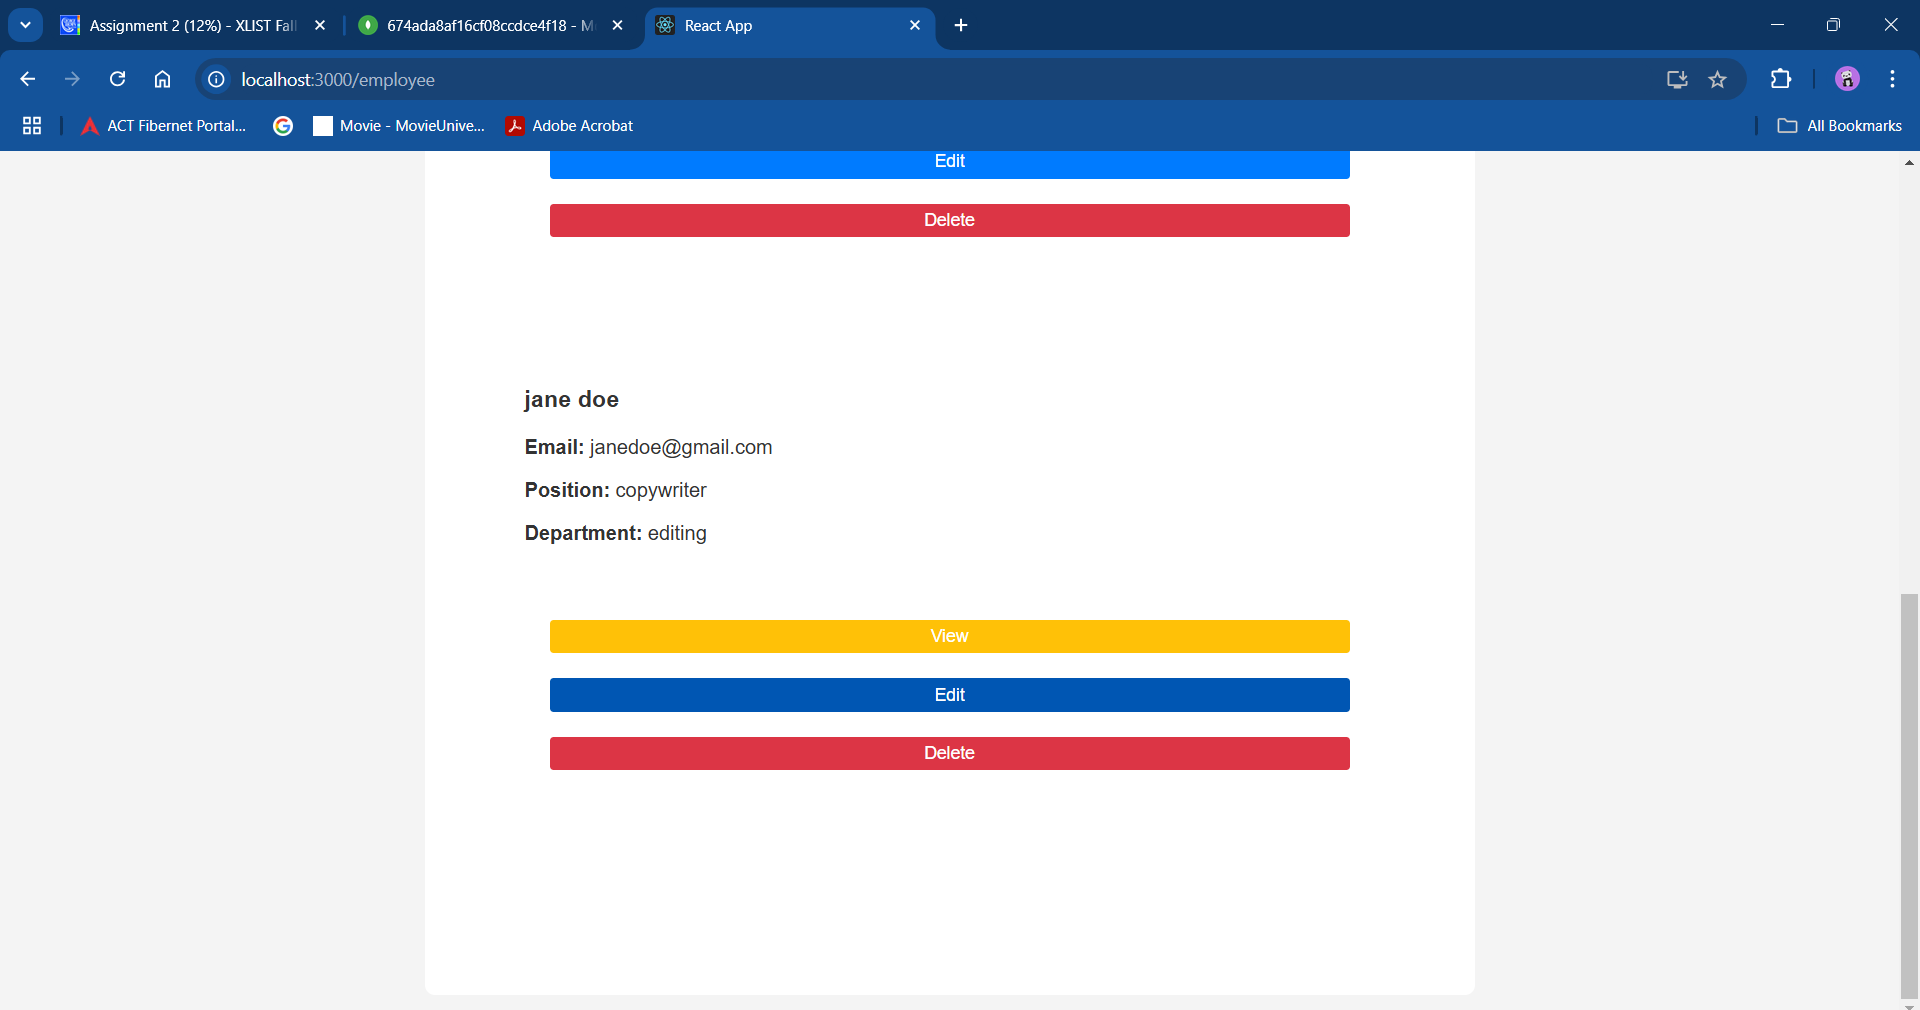 Assignment 2 (12%) - XLIST Fall
674ada8af16cf08ccdce4f18 - M
React App
localhost:3000/employee
ACT Fibernet Portal...
Movie - MovieUnive...
Adobe Acrobat
All Bookmarks
Edit
Delete
jane doe
Email: janedoe@gmail.com
Position: copywriter
Department: editing
View
Edit
Delete